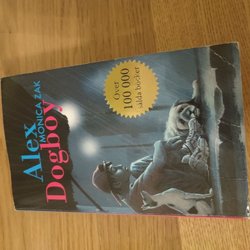 Alex
MONICA ZAK
Dogboy
Över
100 000
sålda böcker